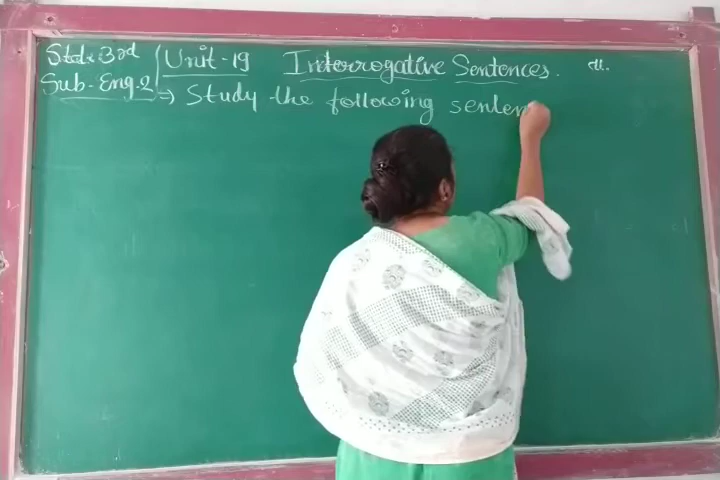 Std:- 3rd Unit - 19 Interrogative Sentences.
Sub- Eng-2
→ Study the following senten